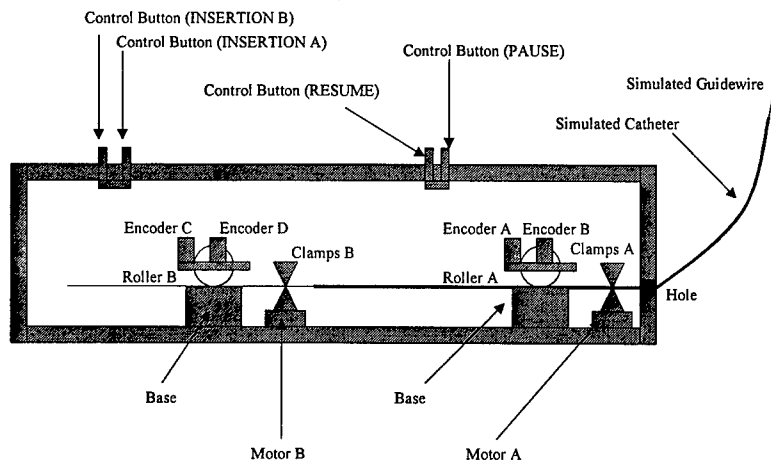 Control Button (INSERTION B)
Control Button (INSERTION A)
Control Button (PAUSE)
Control Button (RESUME)
Simulated Guidewire
Simulated Catheter
Encoder C
Encoder D
Clamps B
Encoder A
Encoder B
Clamps A
Roller B
Roller A
Hole
Base
Base
Motor B
Motor A